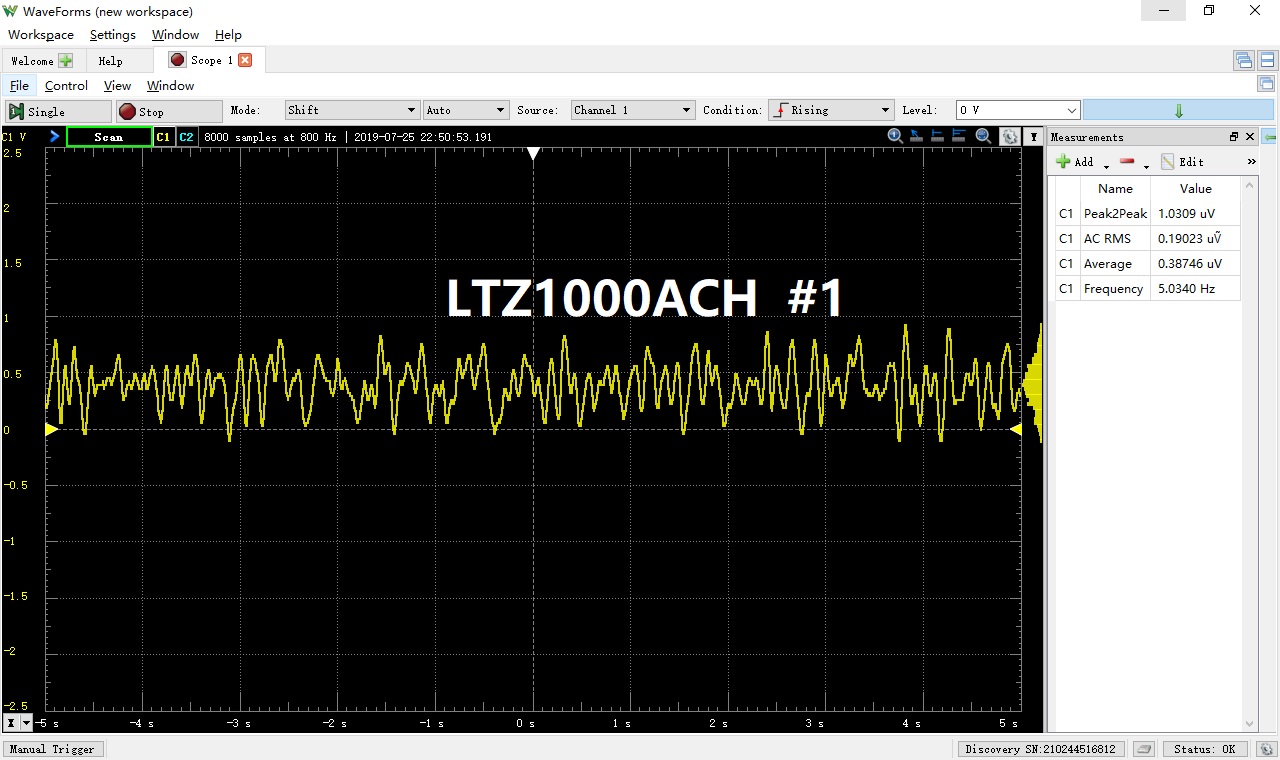 WaveForms (new workspace)
Workspace Settings Window Help
Welcome Help Scope 1
File Control View Window
Single Stop Mode: Shift Auto Source: Channel 1 Condition: Rising Level: 0 V
C1 V Scan C1 C2 8000 samples at 800 Hz | 2019-07-25 22:50:53.191 Y Measurements
Add Edit »
Name Value
C1 Peak2Peak 1.0309 uV
C1 AC RMS 0.19023 uṼ
C1 Average 0.38746 uV
C1 Frequency 5.0340 Hz
LTZ1000ACH #1
2.5
2
1.5
1
0.5
0
-0.5
-1
-1.5
-2
-2.5
X -5 s -4 s -3 s -2 s -1 s 0 s 1 s 2 s 3 s 4 s 5 s
Manual Trigger Discovery SN:210244516812 Status: OK